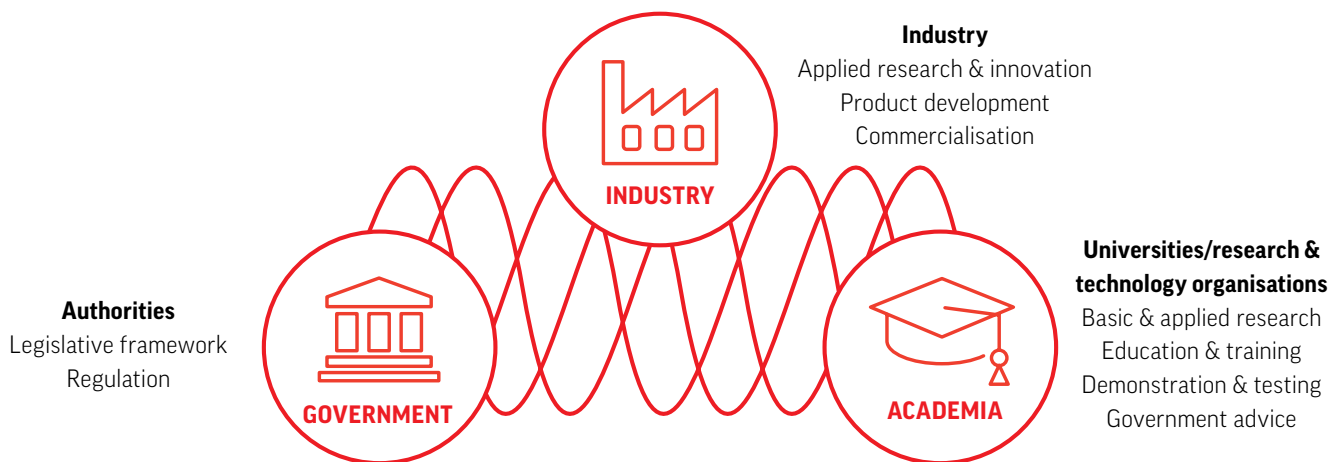 Industry
Applied research & innovation
Product development
Commercialisation
INDUSTRY
Authorities
Legislative framework
Regulation
GOVERNMENT
ACADEMIA
Universities/research &
technology organisations
Basic & applied research
Education & training
Demonstration & testing
Government advice